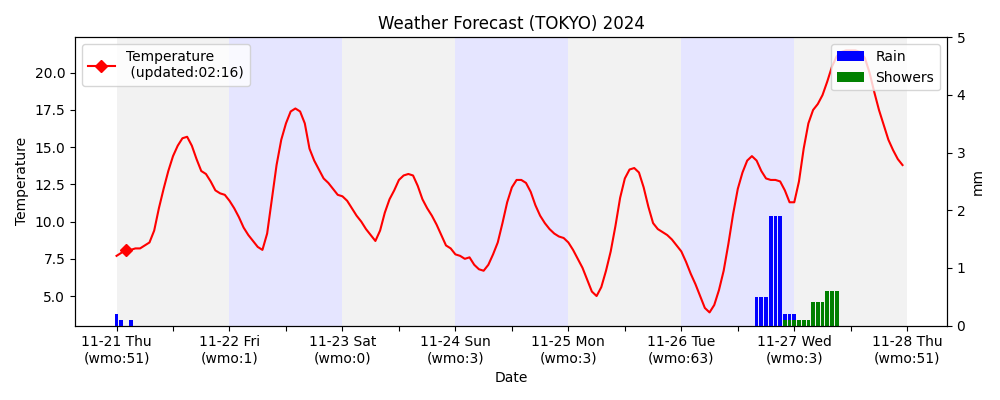 Weather Forecast (TOKYO) 2024
Temperature
(updated:02:16)
Rain
Showers
Temperature
20.0
17.5
15.0
12.5
10.0
7.5
5.0
5
4
3
2
1
0
mm
11-21 Thu
(wmo:51)
11-22 Fri
(wmo:1)
11-23 Sat
(wmo:0)
11-24 Sun
(wmo:3)
11-25 Mon
(wmo:3)
11-26 Tue
(wmo:63)
11-27 Wed
(wmo:3)
11-28 Thu
(wmo:51)
Date